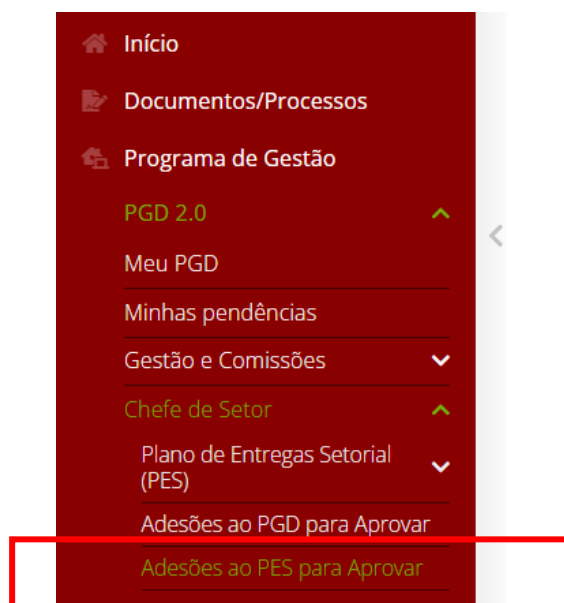 Início
Documentos/Processos
Programa de Gestão
PGD 2.0
Meu PGD
Minhas pendências
Gestão e Comissões
Chefe de Setor
Plano de Entregas Setorial
(PES)
Adesões ao PGD para Aprovar
Adesões ao PES para Aprovar